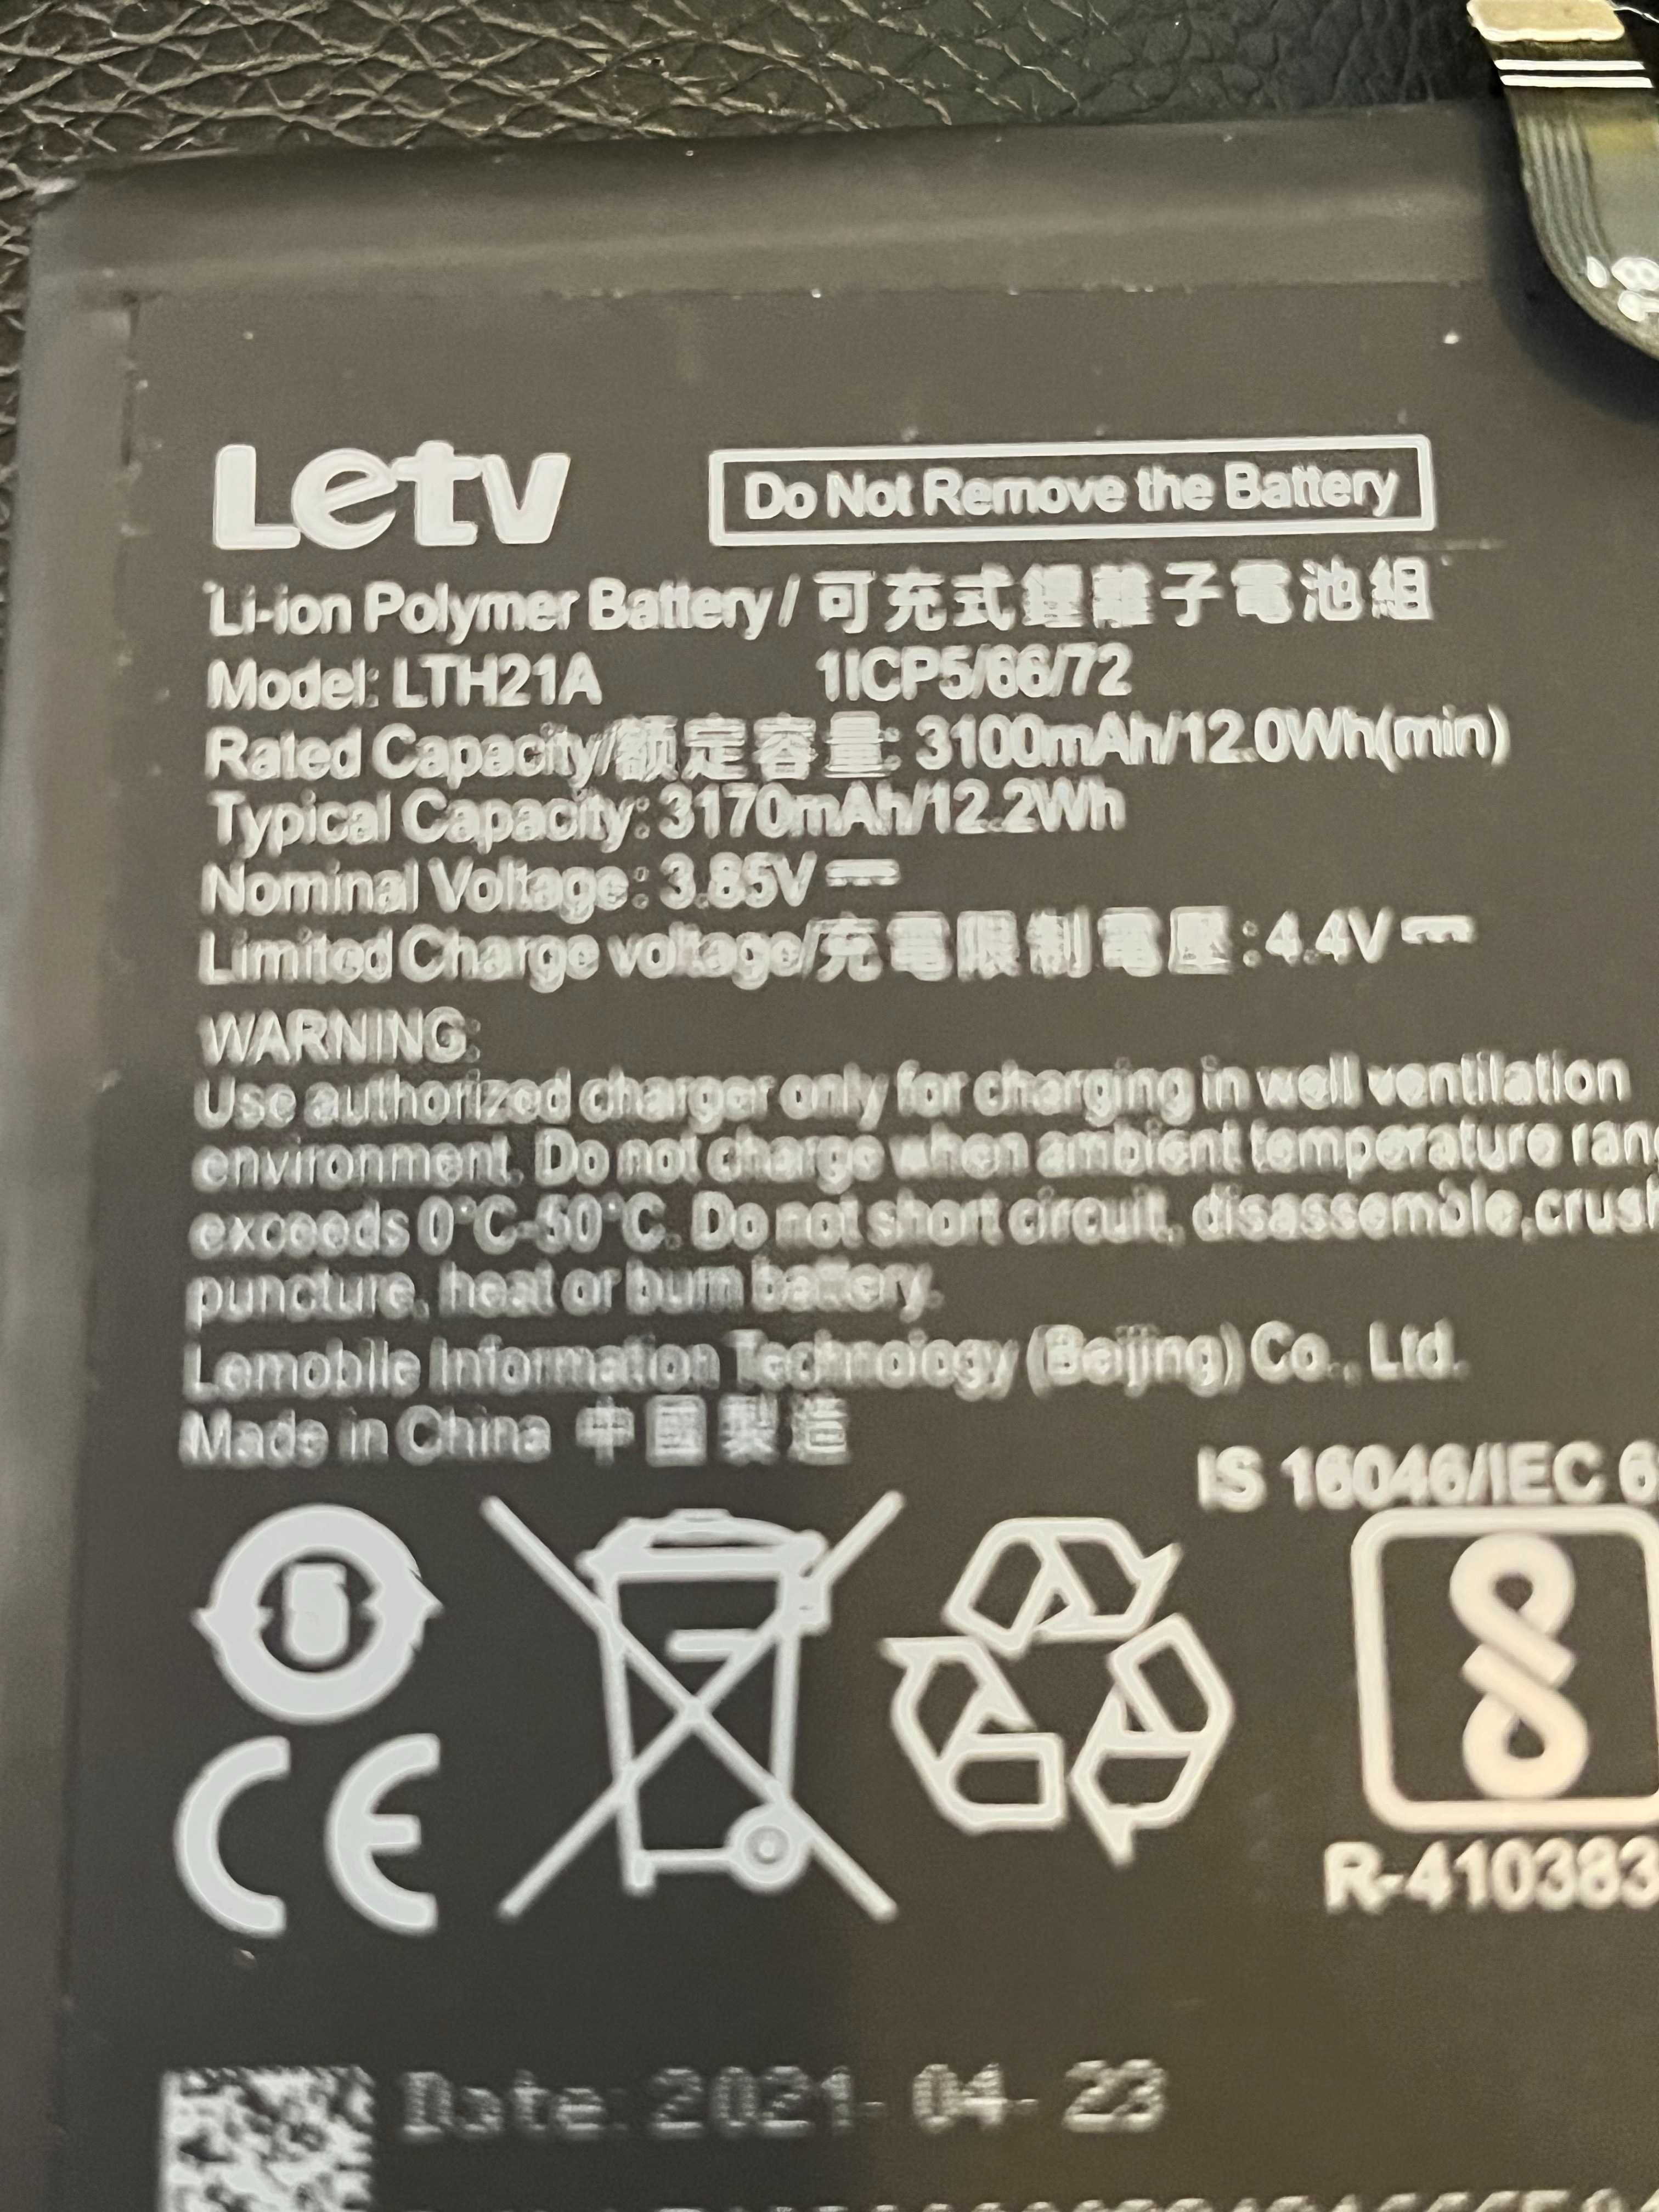 Letv
Do Not Remove the Battery
Li-ion Polymer Battery / 可充式鋰離子電池組
Model: LTH21A 1ICP5/66/72
Rated Capacity/额定容量: 3100mAh/12.0Wh(min)
Typical Capacity: 3170mAh/12.2Wh
Nominal Voltage: 3.85V
Limited Charge voltage/充電限制電壓: 4.4V
WARNING:
Use authorized charger only for charging in well ventilation
environment. Do not charge when ambient temperature
exceeds 0°C-50°C. Do not short circuit, disassemble,crush
puncture, heat or burn battery.
Lemobile Information Technology (Beijing) Co., Ltd.
Made in China 中國製造
IS 16046/IEC 6
CE
R-410383
Date: 2021-04-23